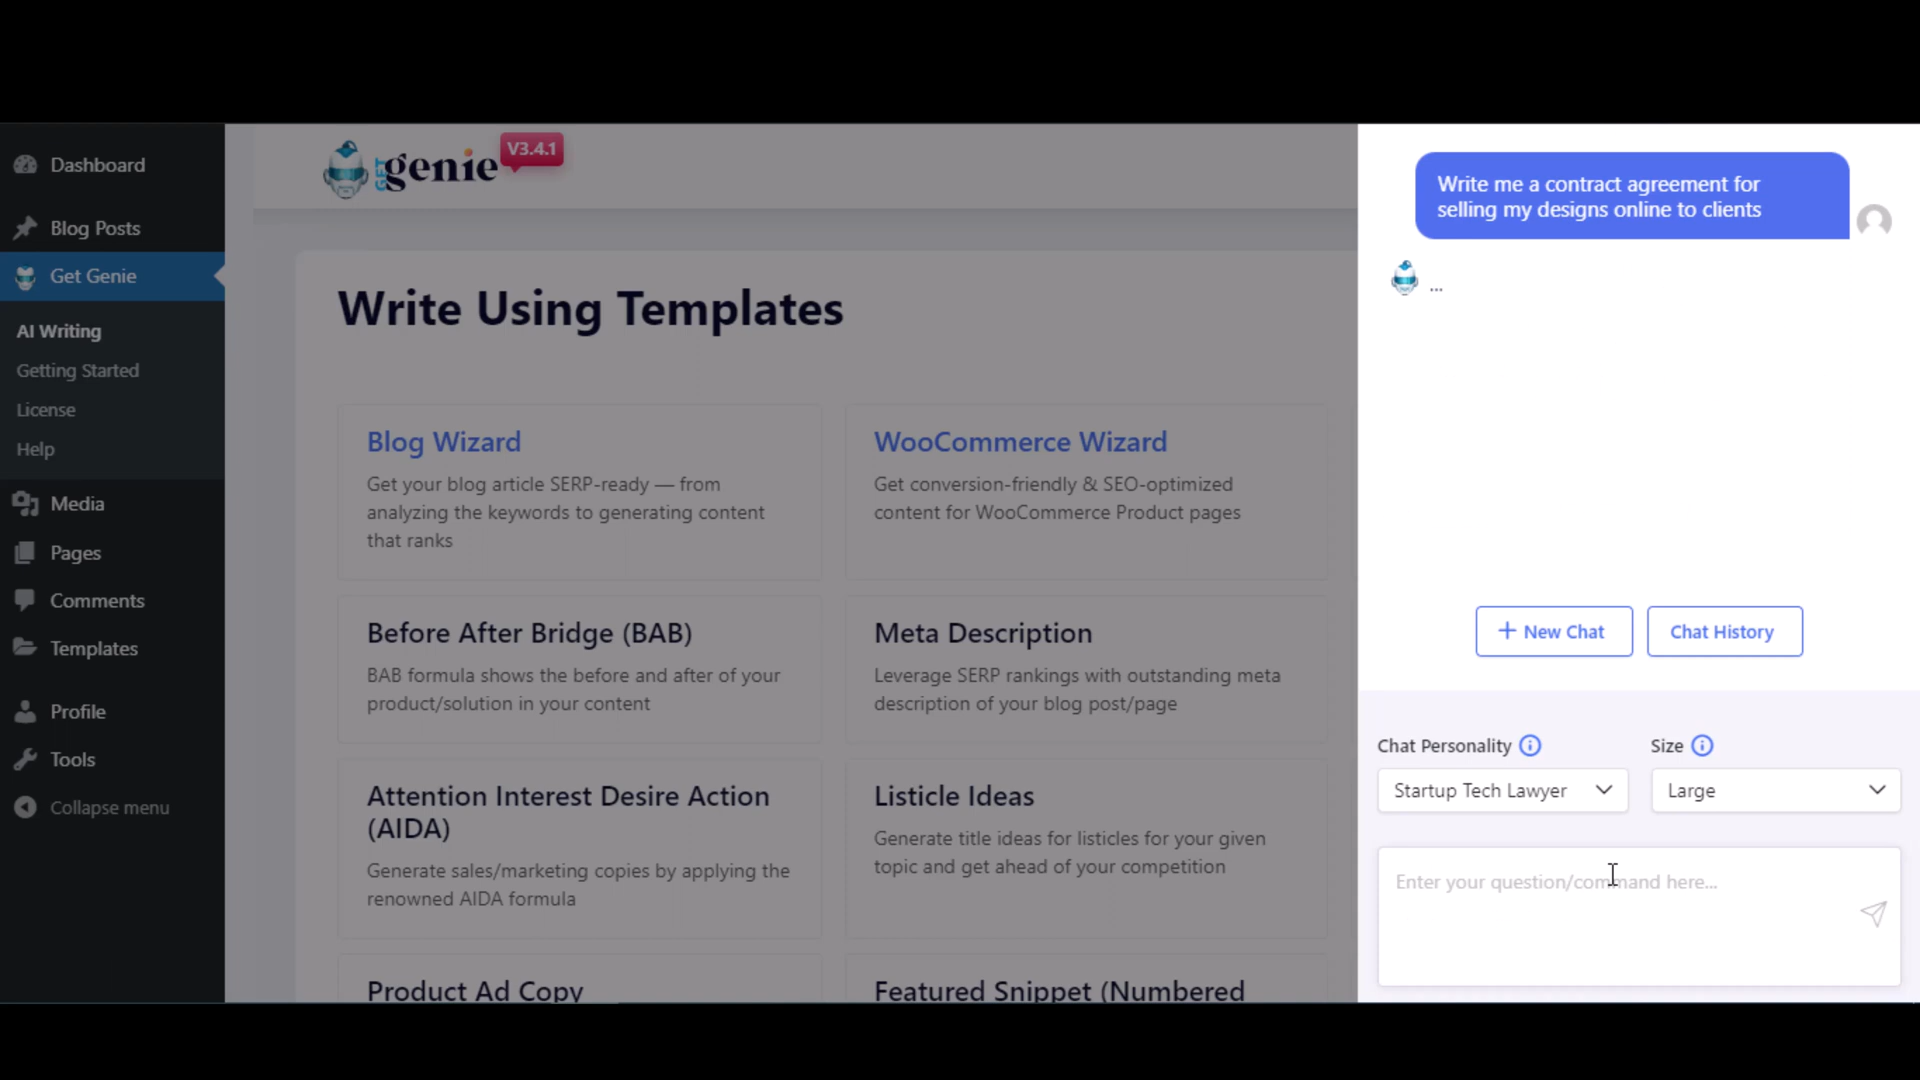 Dashboard
Blog Posts
Get Genie
AI Writing
Getting Started
License
Help
Media
Pages
Comments
Templates
Profile
Tools
Collapse menu
GET genie V3.4.1
Write Using Templates
Blog Wizard
Get your blog article SERP-ready — from
analyzing the keywords to generating content
that ranks
WooCommerce Wizard
Get conversion-friendly & SEO-optimized
content for WooCommerce Product pages
Before After Bridge (BAB)
BAB formula shows the before and after of your
product/solution in your content
Meta Description
Leverage SERP rankings with outstanding meta
description of your blog post/page
Attention Interest Desire Action
(AIDA)
Generate sales/marketing copies by applying the
renowned AIDA formula
Listicle Ideas
Generate title ideas for listicles for your given
topic and get ahead of your competition
Product Ad Copy
Featured Snippet (Numbered
Write me a contract agreement for
selling my designs online to clients
...
+ New Chat
Chat History
Chat Personality
Size
Startup Tech Lawyer
Large
Enter your question/command here...